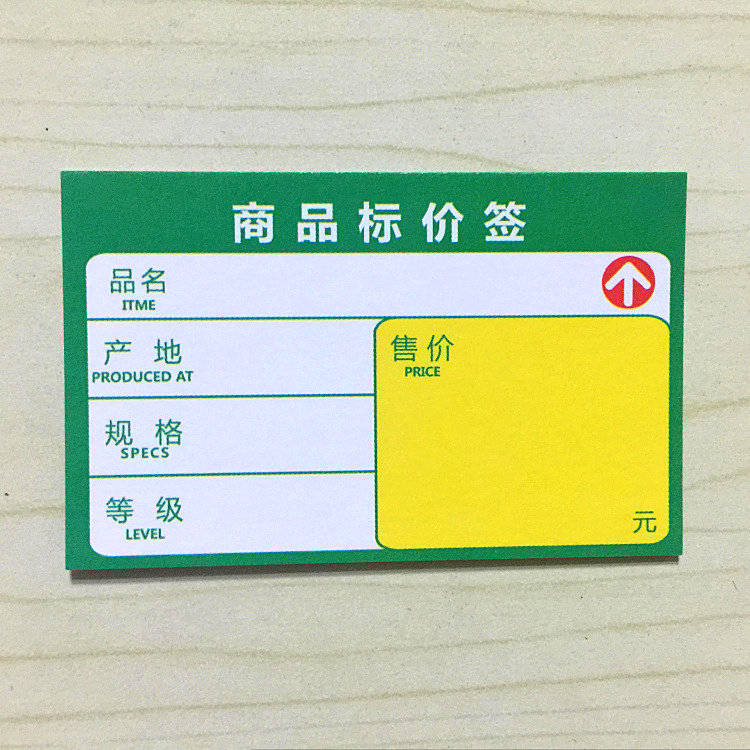 商品标价签
品名
ITME
产 地
PRODUCED AT
规 格
SPECS
等 级
LEVEL
售价
PRICE
元